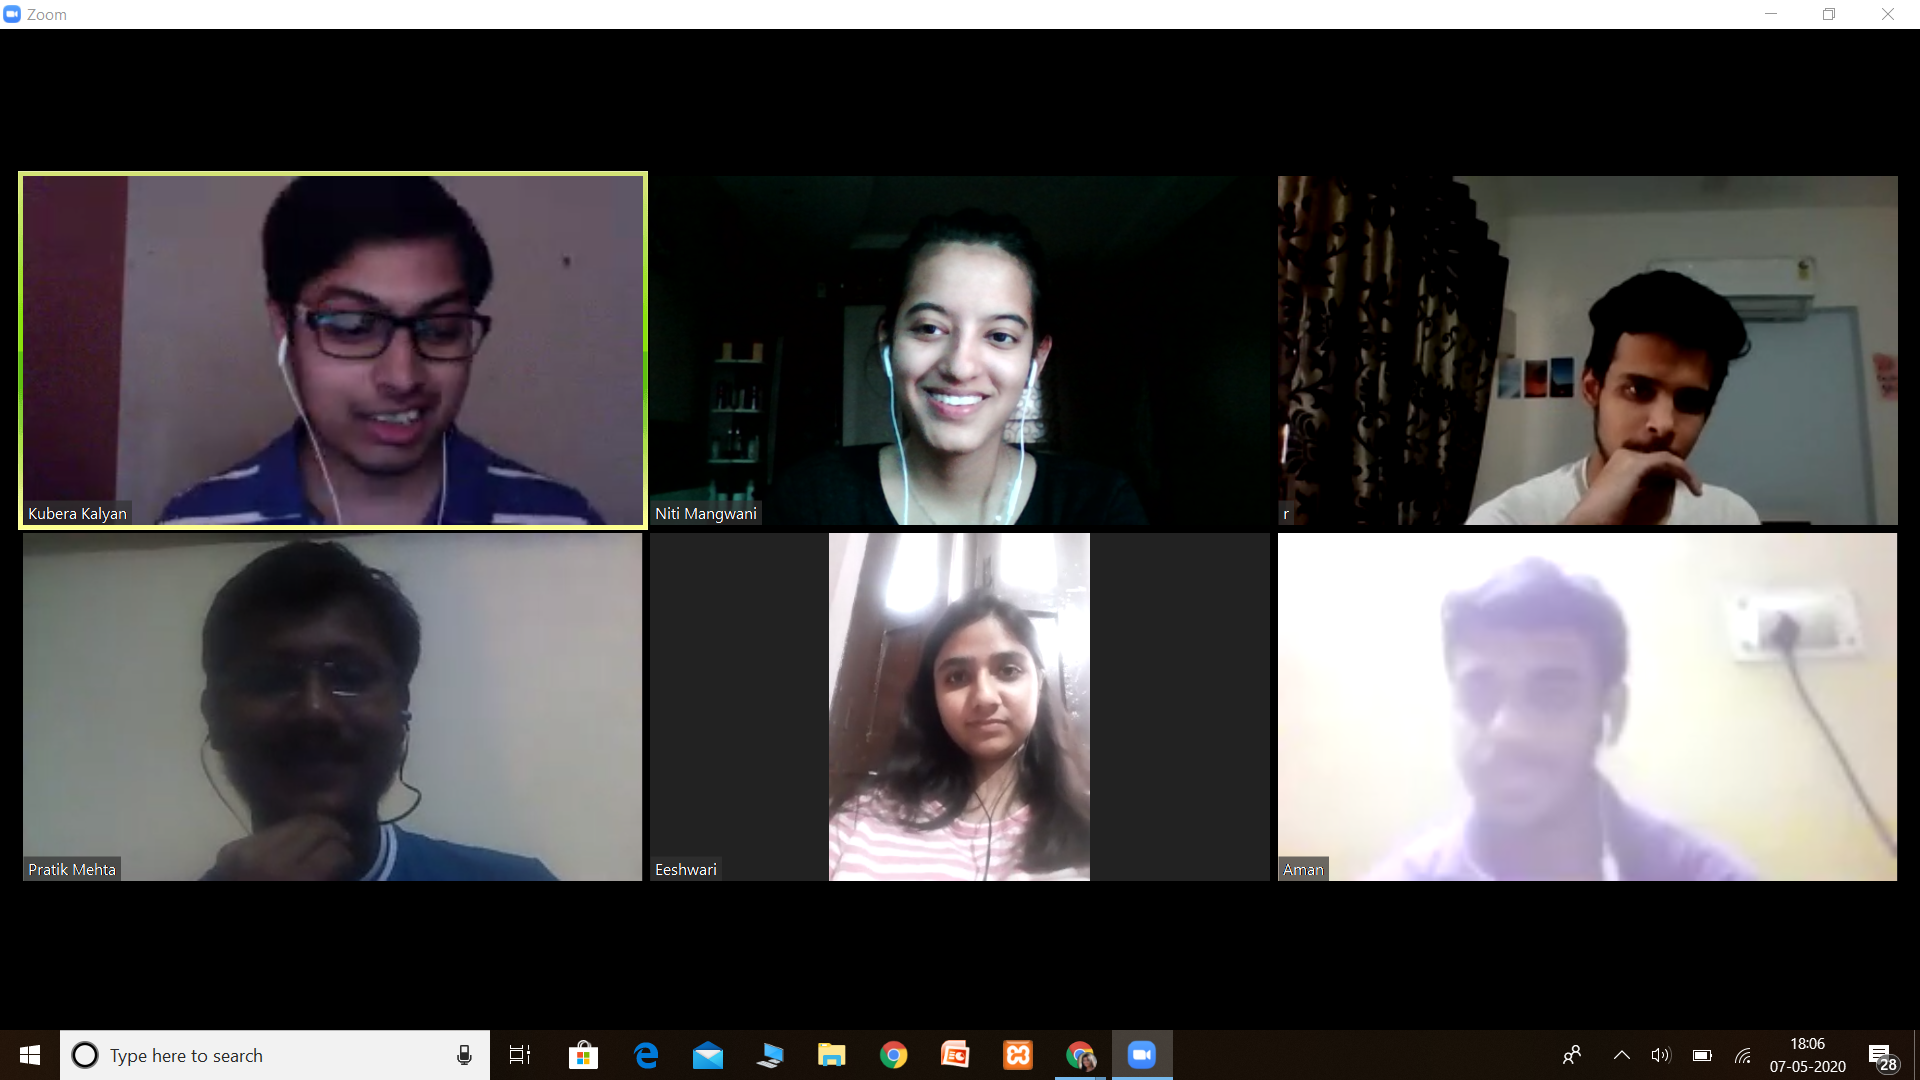 Zoom
Kubera Kalyan
Niti Mangwani
r
Pratik Mehta
Eeshwari
Aman
Type here to search
18:06
07-05-2020
28